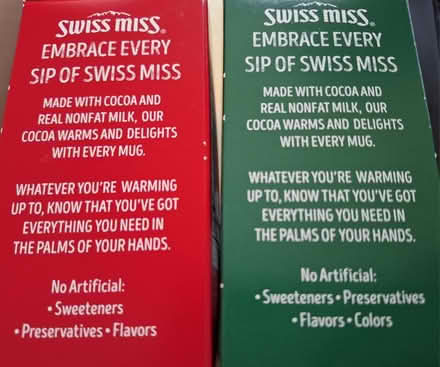 SWISS MISS®
EMBRACE EVERY
SIP OF SWISS MISS
MADE WITH COCOA AND
REAL NONFAT MILK, OUR
COCOA WARMS AND DELIGHTS
WITH EVERY MUG.
WHATEVER YOU'RE WARMING
UP TO, KNOW THAT YOU'VE GOT
EVERYTHING YOU NEED IN
THE PALMS OF YOUR HANDS.
No Artificial:
• Sweeteners
• Preservatives • Flavors
SWISS MISS®
EMBRACE EVERY
SIP OF SWISS MISS
MADE WITH COCOA AND
REAL NONFAT MILK, OUR
COCOA WARMS AND DELIGHTS
WITH EVERY MUG.
WHATEVER YOU'RE WARMING
UP TO, KNOW THAT YOU'VE GOT
EVERYTHING YOU NEED IN
THE PALMS OF YOUR HANDS.
No Artificial:
• Sweeteners • Preservatives
• Flavors • Colors